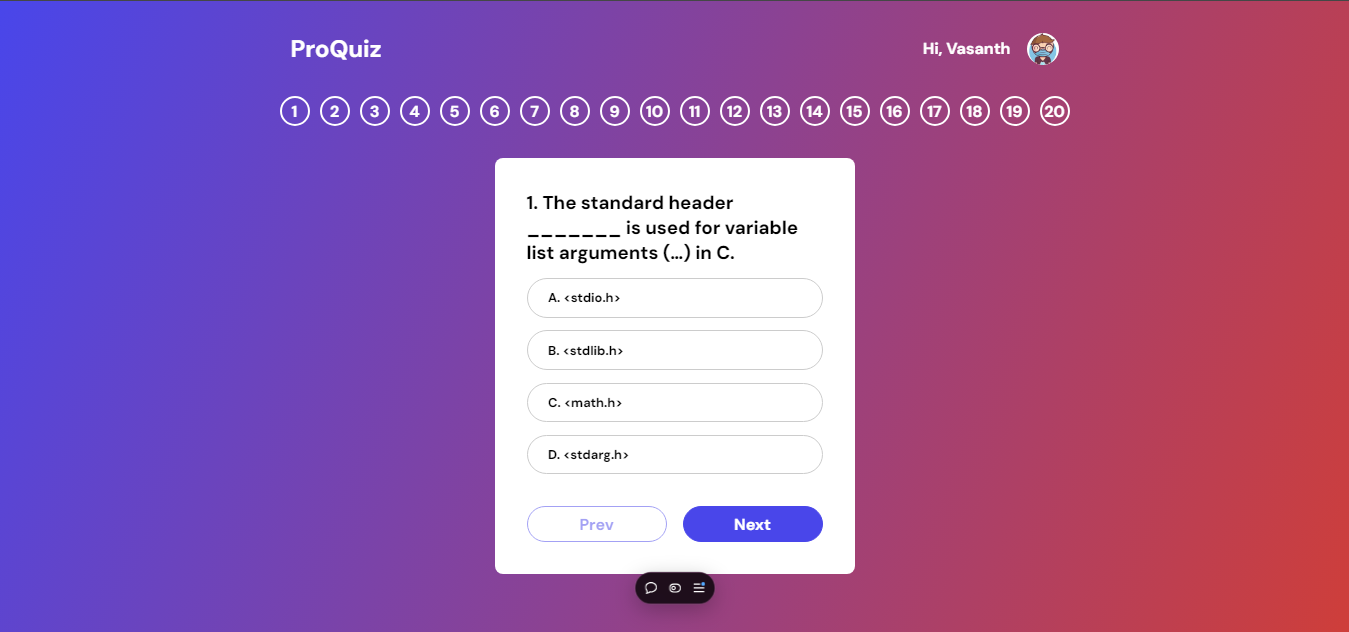 ProQuiz
Hi, Vasanth
1 2 3 4 5 6 7 8 9 10 11 12 13 14 15 16 17 18 19 20
1. The standard header
_______ is used for variable
list arguments (…) in C.
A. <stdio.h>
B. <stdlib.h>
C. <math.h>
D. <stdarg.h>
Prev Next